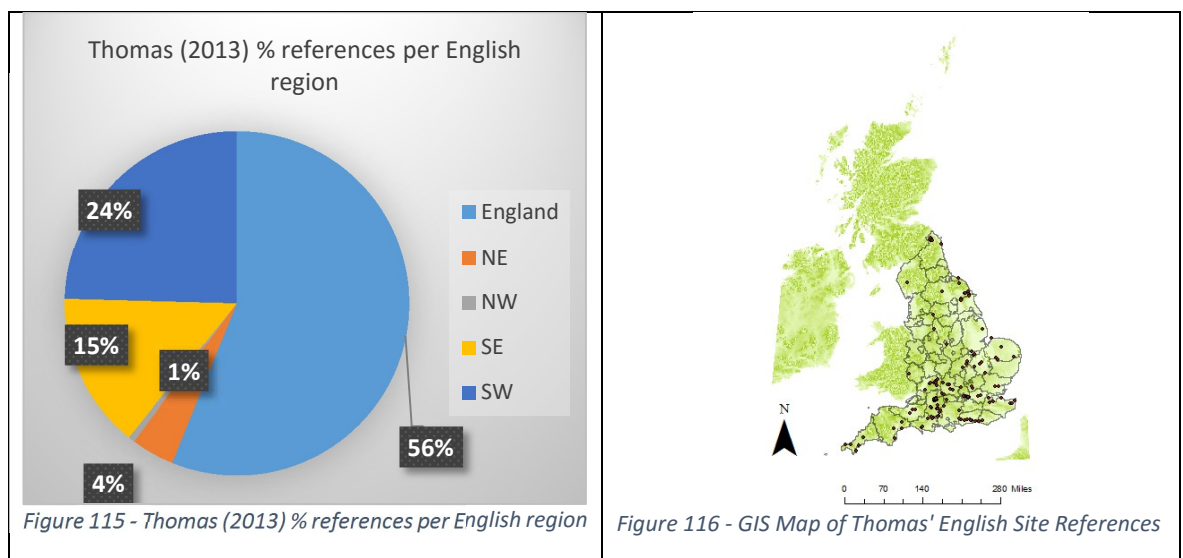 Thomas (2013) % references per English
region
24%
15%
1%
4%
56%
England
NE
NW
SE
SW
Figure 115 - Thomas (2013) % references per English region
N
0 70 140 280 Miles
Figure 116 - GIS Map of Thomas' English Site References